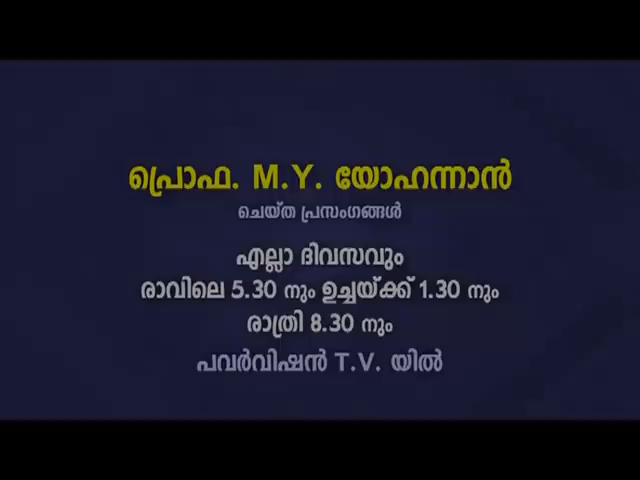 പ്രൊഫ. M.Y. യോഹന്നാൻ
ചെയ്ത പ്രസംഗങ്ങൾ
എല്ലാ ദിവസവും
രാവിലെ 5.30 നും ഉച്ചയ്ക്ക് 1.30 നും
രാത്രി 8.30 നും
പവർവിഷൻ T.V. യിൽ